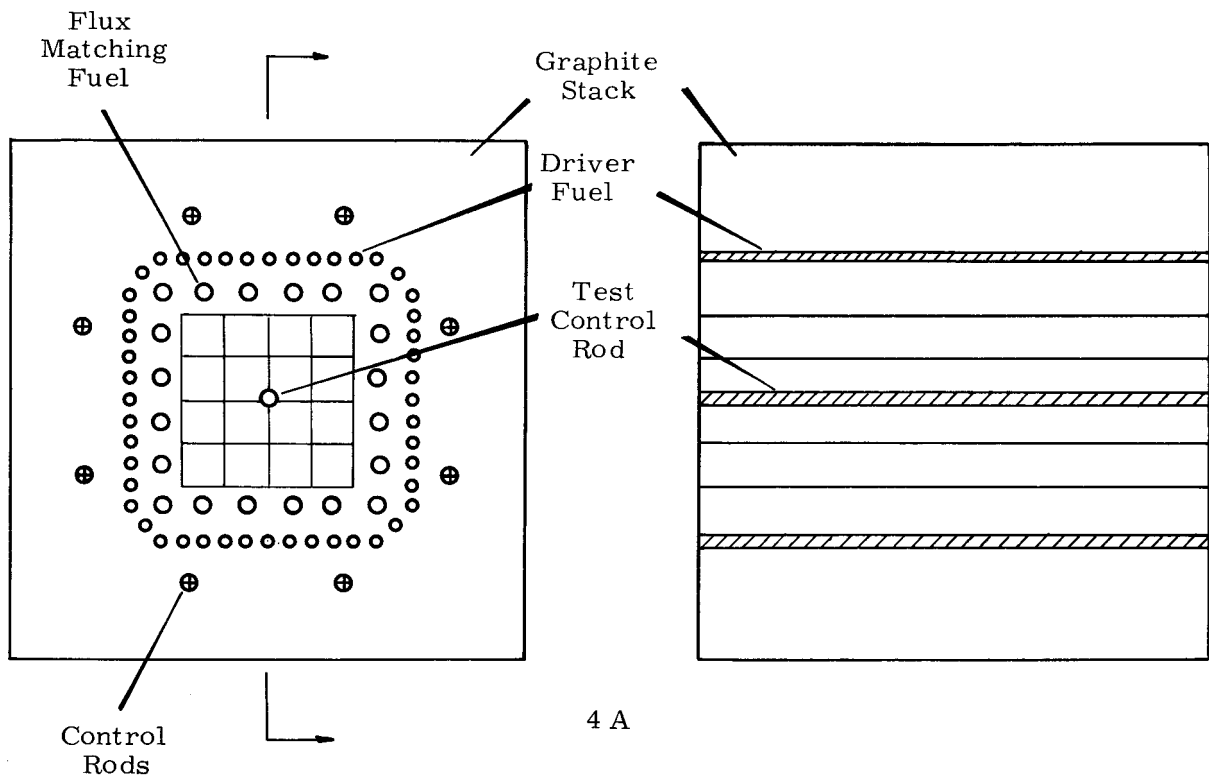 Flux
Matching
Fuel
Graphite
Stack
Driver
Fuel
Test
Control
Rod
4 A
Control
Rods